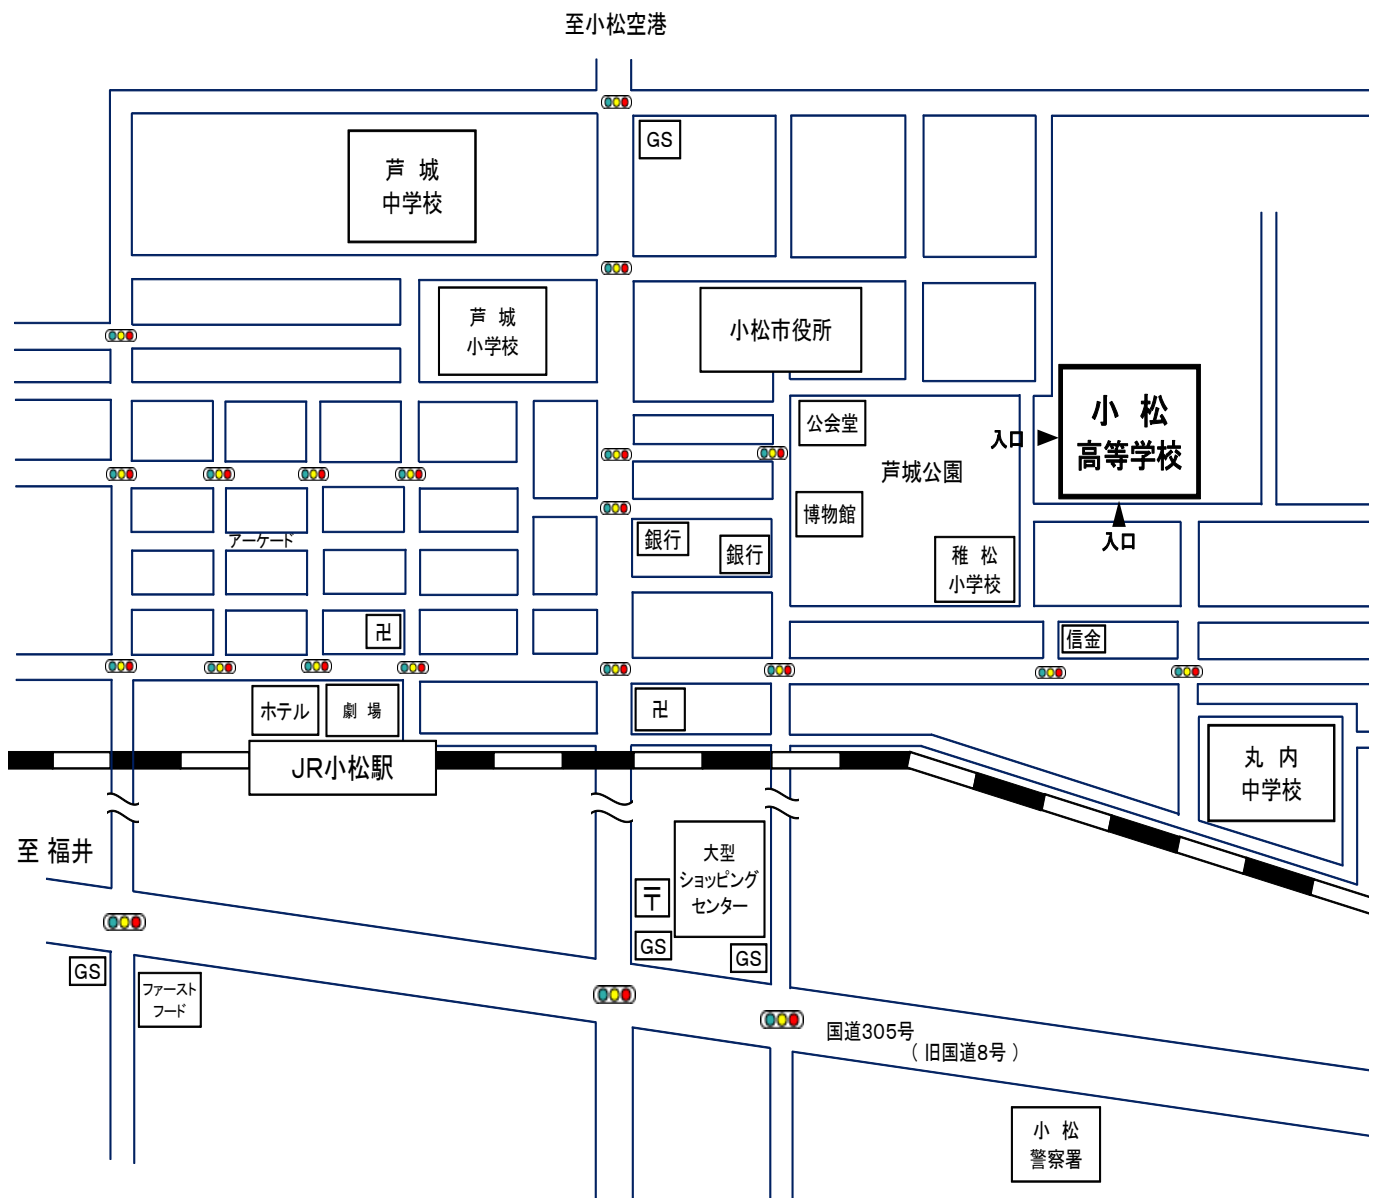 至小松空港
GS
芦 城
中学校
芦 城
小学校
小松市役所
小 松
高等学校
入口
公会堂
芦城公園
博物館
入口
アーケード
銀行
銀行
稚 松
小学校
卍
信金
ホテル
劇 場
卍
JR小松駅
丸 内
中学校
至 福井
大型
ショッピング
センター
〒
GS
GS
GS
ファースト
フード
国道305号
（ 旧国道8号 ）
小 松
警察署